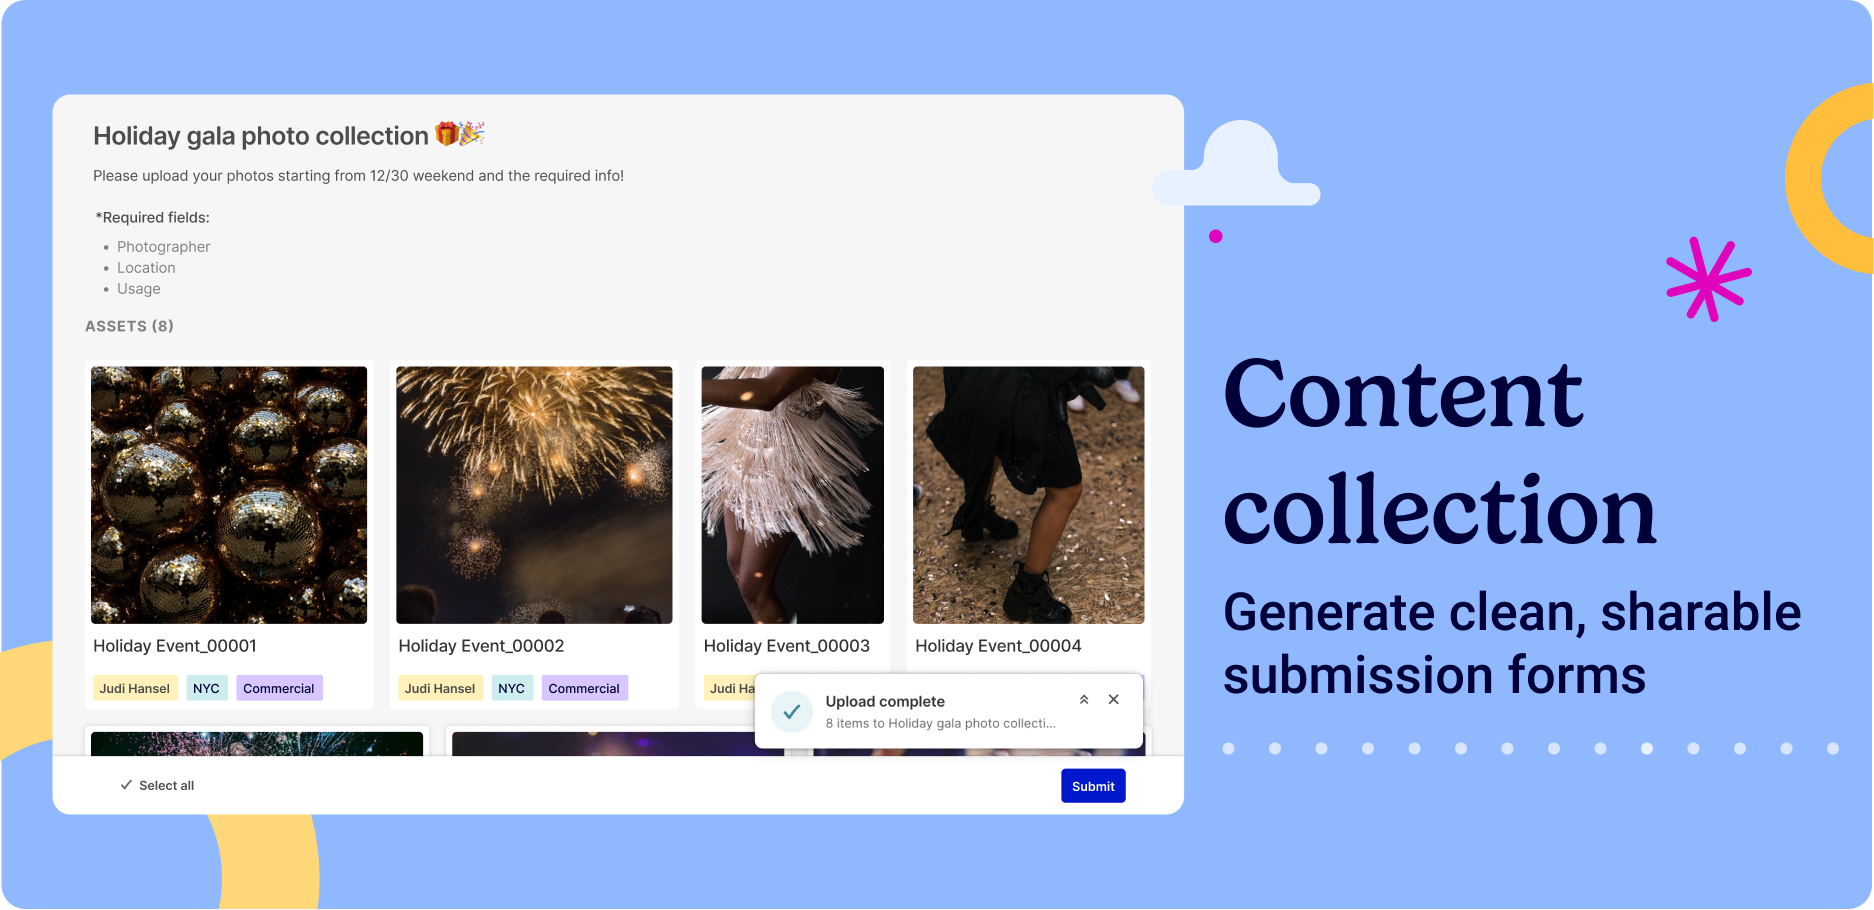 Holiday gala photo collection 🎁🎉
Please upload your photos starting from 12/30 weekend and the required info!
*Required fields:
• Photographer
• Location
• Usage
ASSETS (8)
Holiday Event_00001
Holiday Event_00002
Holiday Event_00003
Holiday Event_00004
Judi Hansel NYC Commercial
Judi Hansel NYC Commercial
Judi Ha
Upload complete
8 items to Holiday gala photo collecti...
Select all
Submit
Content
collection
Generate clean, sharable
submission forms